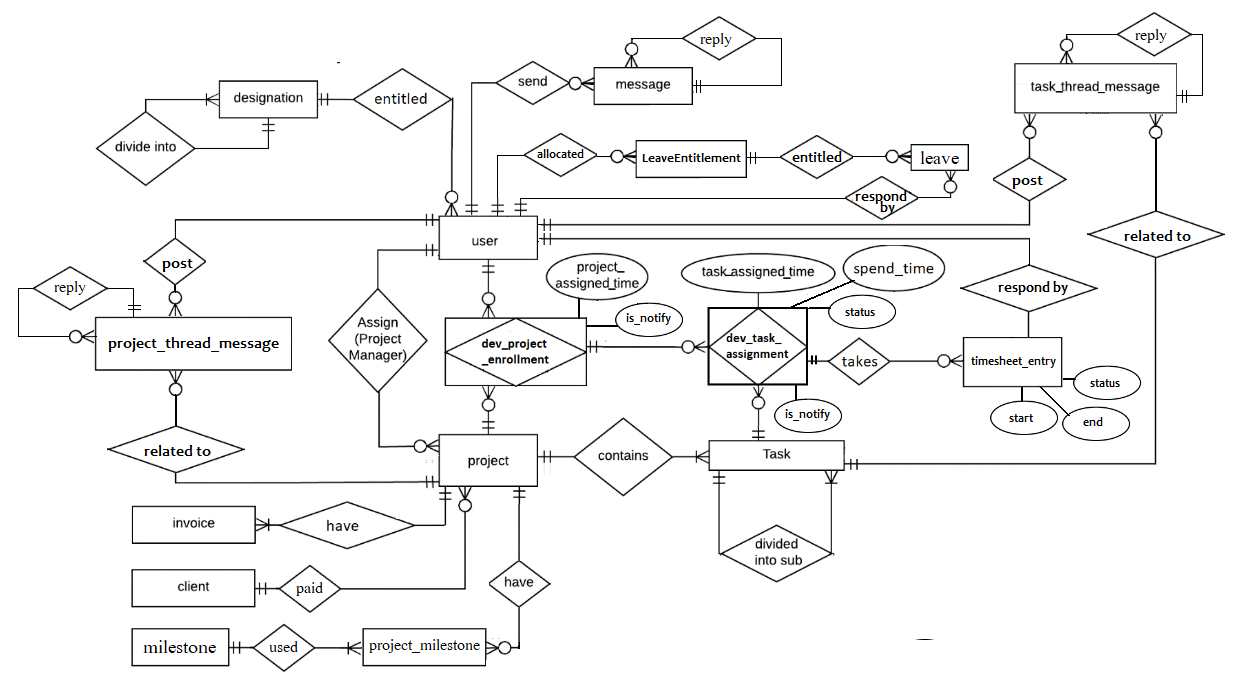 reply
reply
send
message
task_thread_message
designation
entitled
divide into
allocated
LeaveEntitlement
entitled
leave
post
respond
by
user
related to
post
project_
assigned_time
task_assigned_time
spend_time
reply
respond by
is_notify
status
Assign
(Project
Manager)
project_thread_message
dev_project
_enrollment
dev_task_
assignment
takes
timesheet_entry
status
start
end
is_notify
related to
project
contains
Task
invoice
have
divided
into sub
client
paid
have
milestone
used
project_milestone